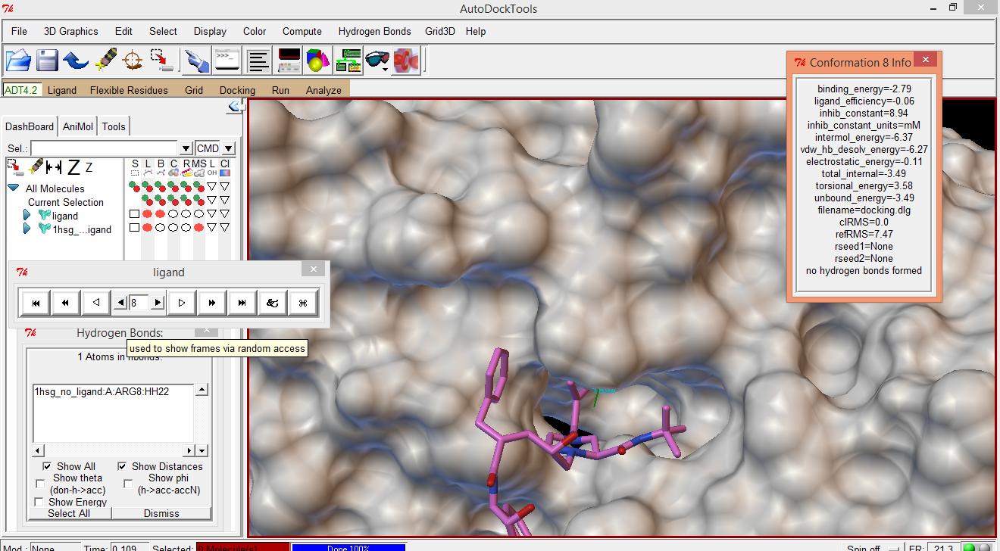 AutoDockTools
File 3D Graphics Edit Select Display Color Compute Hydrogen Bonds Grid3D Help
ADT4.2 Ligand Flexible Residues Grid Docking Run Analyze
DashBoard AniMol Tools
Sel.: CMD
S L B C R MS L Cl
Z Z
OH
All Molecules
Current Selection
ligand
1hsg_...igand
ligand
8
Hydrogen Bonds:
used to show frames via random access
1 Atoms in hbonds:
1hsg_no_ligand:A:ARG8:HH22
Show All Show Distances
Show theta Show phi
(don-h->acc) (h->acc-accN)
Show Energy
Select All Dismiss
Conformation 8 Info
binding_energy=-2.79
ligand_efficiency=-0.06
inhib_constant=8.94
inhib_constant_units=mM
intermol_energy=-6.37
vdw_hb_desolv_energy=-6.27
electrostatic_energy=-0.11
total_internal=-3.49
torsional_energy=3.58
unbound_energy=-3.49
filename=docking.dlg
clRMS=0.0
refRMS=7.47
rseed1=None
rseed2=None
no hydrogen bonds formed
Mod.: None Time: 0.109 Selected: 0 Molecule(s) Done 100% Spin off FR: 21.3